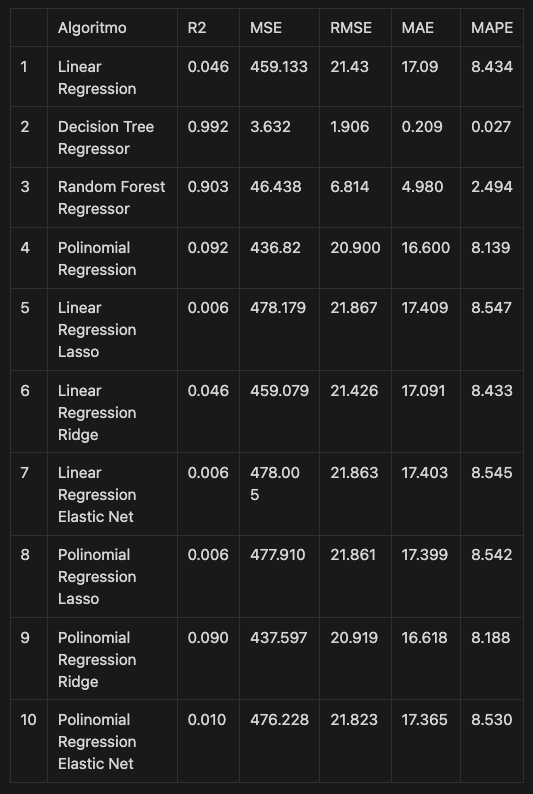 Algoritmo R2 MSE RMSE MAE MAPE
1 Linear 0.046 459.133 21.43 17.09 8.434
Regression
2 Decision Tree 0.992 3.632 1.906 0.209 0.027
Regressor
3 Random Forest 0.903 46.438 6.814 4.980 2.494
Regressor
4 Polinomial 0.092 436.82 20.900 16.600 8.139
Regression
5 Linear 0.006 478.179 21.867 17.409 8.547
Regression
Lasso
6 Linear 0.046 459.079 21.426 17.091 8.433
Regression
Ridge
7 Linear 0.006 478.00 21.863 17.403 8.545
Regression 5
Elastic Net
8 Polinomial 0.006 477.910 21.861 17.399 8.542
Regression
Lasso
9 Polinomial 0.090 437.597 20.919 16.618 8.188
Regression
Ridge
10 Polinomial 0.010 476.228 21.823 17.365 8.530
Regression
Elastic Net